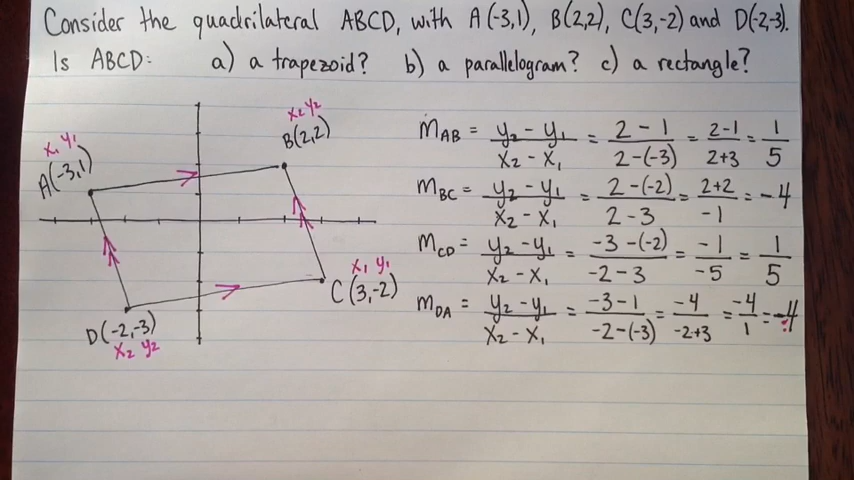 Consider the quadrilateral ABCD, with A(-3,1), B(2,2), C(3,-2) and D(-2,-3).
Is ABCD: a) a trapezoid? b) a parallelogram? c) a rectangle?
x₁ y₁
A(-3,1)
x₂ y₂
B(2,2)
x₁ y₁
C(3,-2)
D(-2,-3)
x₂ y₂
m_AB = (y₂ - y₁)/(x₂ - x₁) = (2 - 1)/(2-(-3)) = (2-1)/(2+3) = 1/5
m_BC = (y₂ - y₁)/(x₂ - x₁) = (2-(-2))/(2-3) = (2+2)/(-1) = -4
m_CD = (y₂ - y₁)/(x₂ - x₁) = (-3-(-2))/(-2-3) = (-1)/(-5) = 1/5
m_DA = (y₂ - y₁)/(x₂ - x₁) = (-3-1)/(-2-(-3)) = (-4)/(-2+3) = (-4)/1 = -4